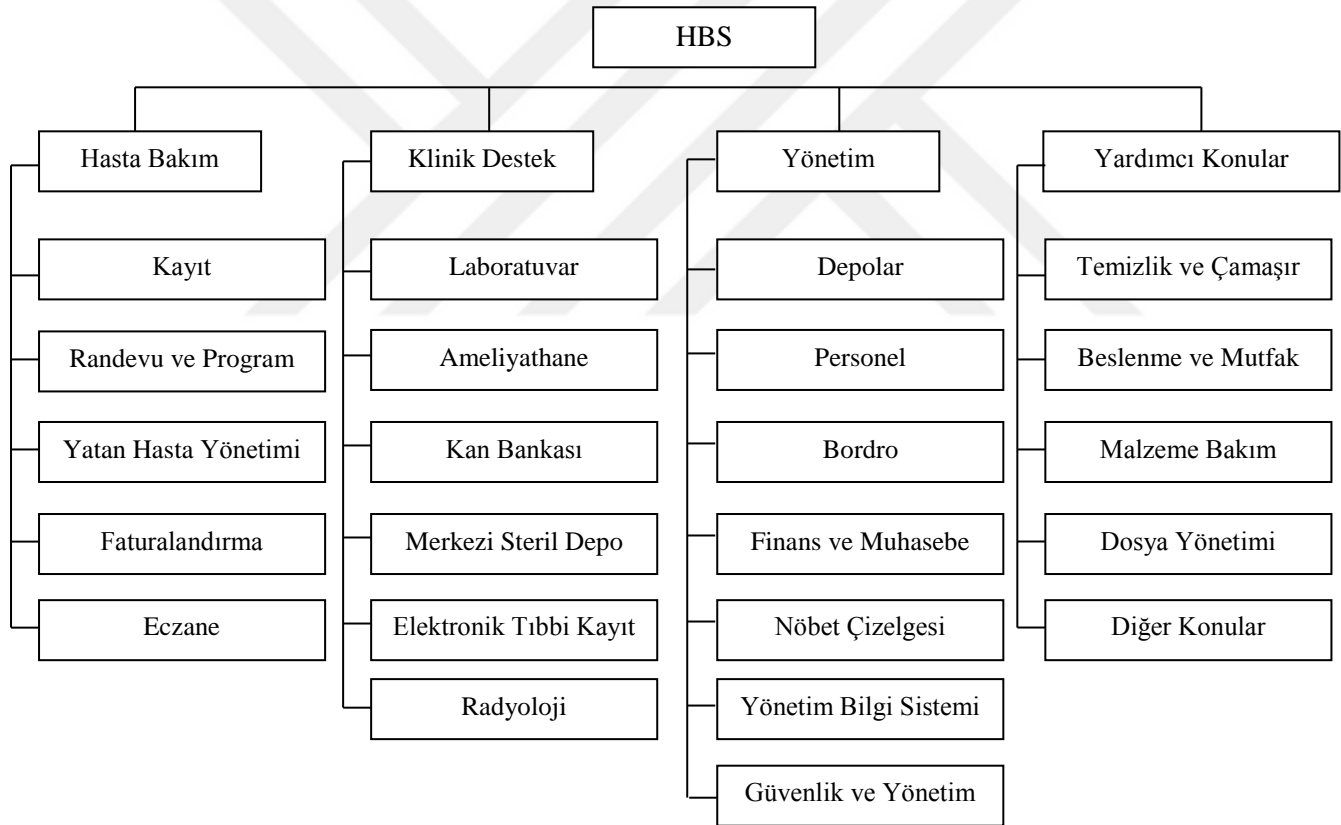 HBS
Hasta Bakım
Kayıt
Randevu ve Program
Yatan Hasta Yönetimi
Faturalandırma
Eczane
Klinik Destek
Laboratuvar
Ameliyathane
Kan Bankası
Merkezi Steril Depo
Elektronik Tıbbi Kayıt
Radyoloji
Yönetim
Depolar
Personel
Bordro
Finans ve Muhasebe
Nöbet Çizelgesi
Yönetim Bilgi Sistemi
Güvenlik ve Yönetim
Yardımcı Konular
Temizlik ve Çamaşır
Beslenme ve Mutfak
Malzeme Bakım
Dosya Yönetimi
Diğer Konular